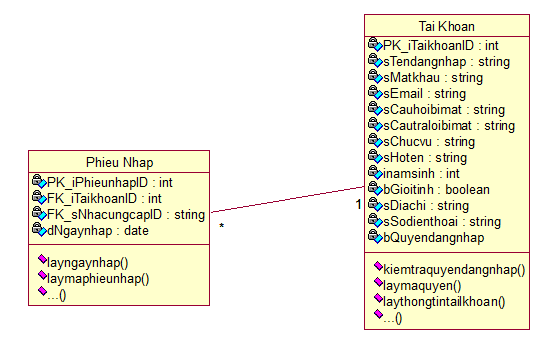 Tai Khoan
PK_iTaikhoanID : int
sTendangnhap : string
sMatkhau : string
sEmail : string
sCauhoibimat : string
sCautraloibimat : string
sChucvu : string
sHoten : string
inamsinh : int
bGioitinh : boolean
sDiachi : string
sSodienthoai : string
bQuyendangnhap
kiemtraquyendangnhap()
laymaquyen()
laythongtintailkhoan()
...()
Phieu Nhap
PK_iPhieunhapID : int
FK_iTaikhoanID : int
FK_sNhacungcapID : string
dNgaynhap : date
layngaynhap()
laymaphieunhap()
...()
*
1